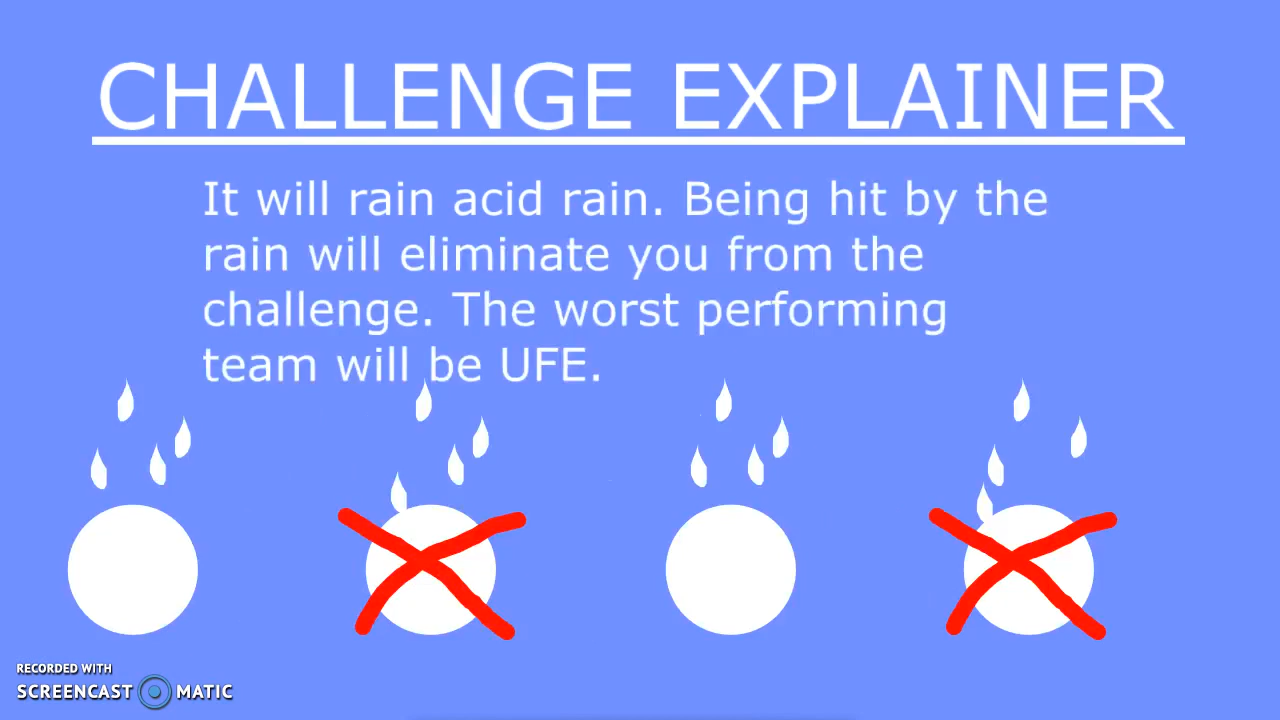 CHALLENGE EXPLAINER
It will rain acid rain. Being hit by the
rain will eliminate you from the
challenge. The worst performing
team will be UFE.
RECORDED WITH
SCREENCAST MATIC